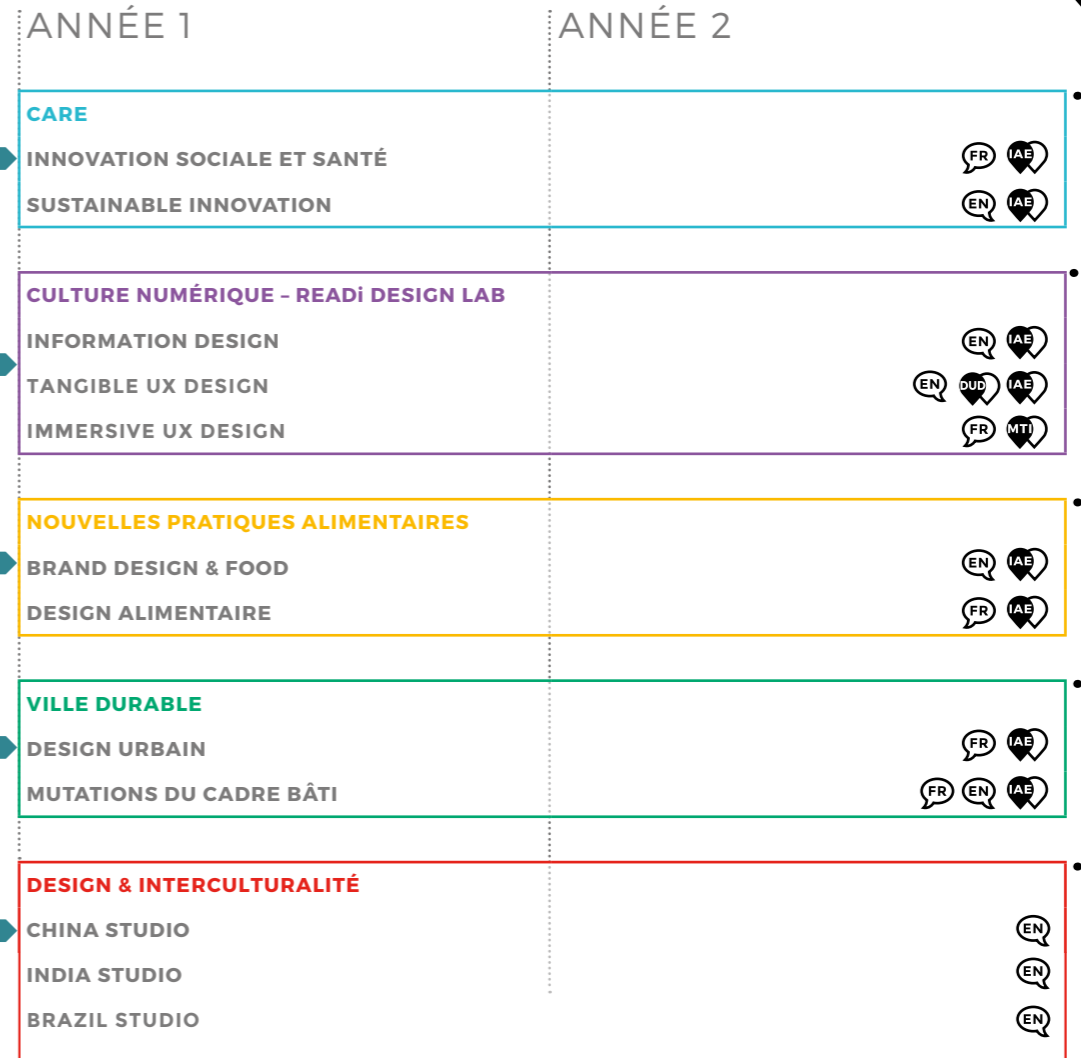 ANNÉE 1 ANNÉE 2
CARE
INNOVATION SOCIALE ET SANTÉ FR IAE
SUSTAINABLE INNOVATION EN IAE
CULTURE NUMÉRIQUE – READi DESIGN LAB
INFORMATION DESIGN EN IAE
TANGIBLE UX DESIGN EN DUD IAE
IMMERSIVE UX DESIGN FR MTI
NOUVELLES PRATIQUES ALIMENTAIRES
BRAND DESIGN & FOOD EN IAE
DESIGN ALIMENTAIRE FR IAE
VILLE DURABLE
DESIGN URBAIN FR IAE
MUTATIONS DU CADRE BÂTI FR EN IAE
DESIGN & INTERCULTURALITÉ
CHINA STUDIO EN
INDIA STUDIO EN
BRAZIL STUDIO EN